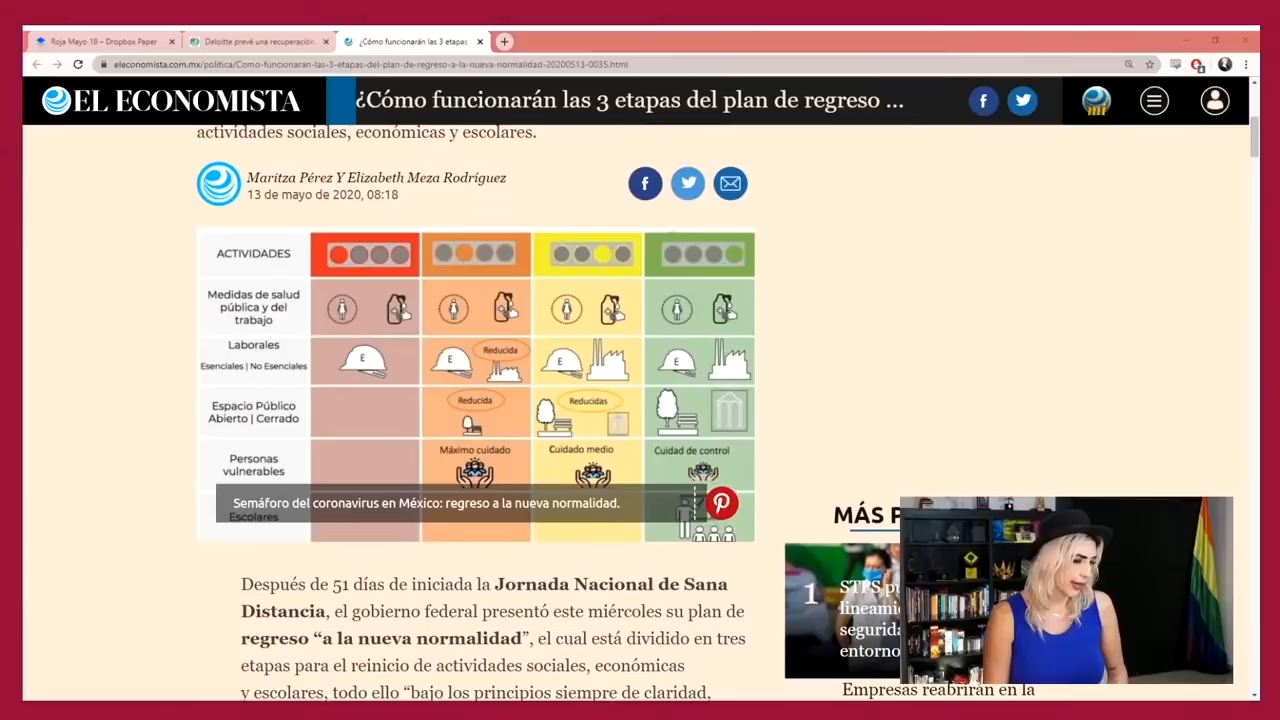 Roja Mayo 18 – Dropbox Paper
Deloitte prevé una recuperación
¿Cómo funcionarán las 3 etapas
eleconomista.com.mx/politica/Como-funcionaran-las-3-etapas-del-plan-de-regreso-a-la-nueva-normalidad-20200513-0035.html
EL ECONOMISTA
¿Cómo funcionarán las 3 etapas del plan de regreso ...
actividades sociales, económicas y escolares.
Maritza Pérez Y Elizabeth Meza Rodríguez
13 de mayo de 2020, 08:18
ACTIVIDADES
Medidas de salud
pública y del
trabajo
Laborales
Esenciales | No Esenciales
E
E
Reducida
E
E
Espacio Público
Abierto | Cerrado
Reducida
Reducidas
Personas
vulnerables
Máximo cuidado
Cuidado medio
Cuidad de control
Escolares
Semáforo del coronavirus en México: regreso a la nueva normalidad.
Después de 51 días de iniciada la Jornada Nacional de Sana
Distancia, el gobierno federal presentó este miércoles su plan de
regreso “a la nueva normalidad”, el cual está dividido en tres
etapas para el reinicio de actividades sociales, económicas
y escolares, todo ello “bajo los principios siempre de claridad,
MÁS P
1
STPS pu
lineamie
segurida
entorno
Empresas reabrirán en la